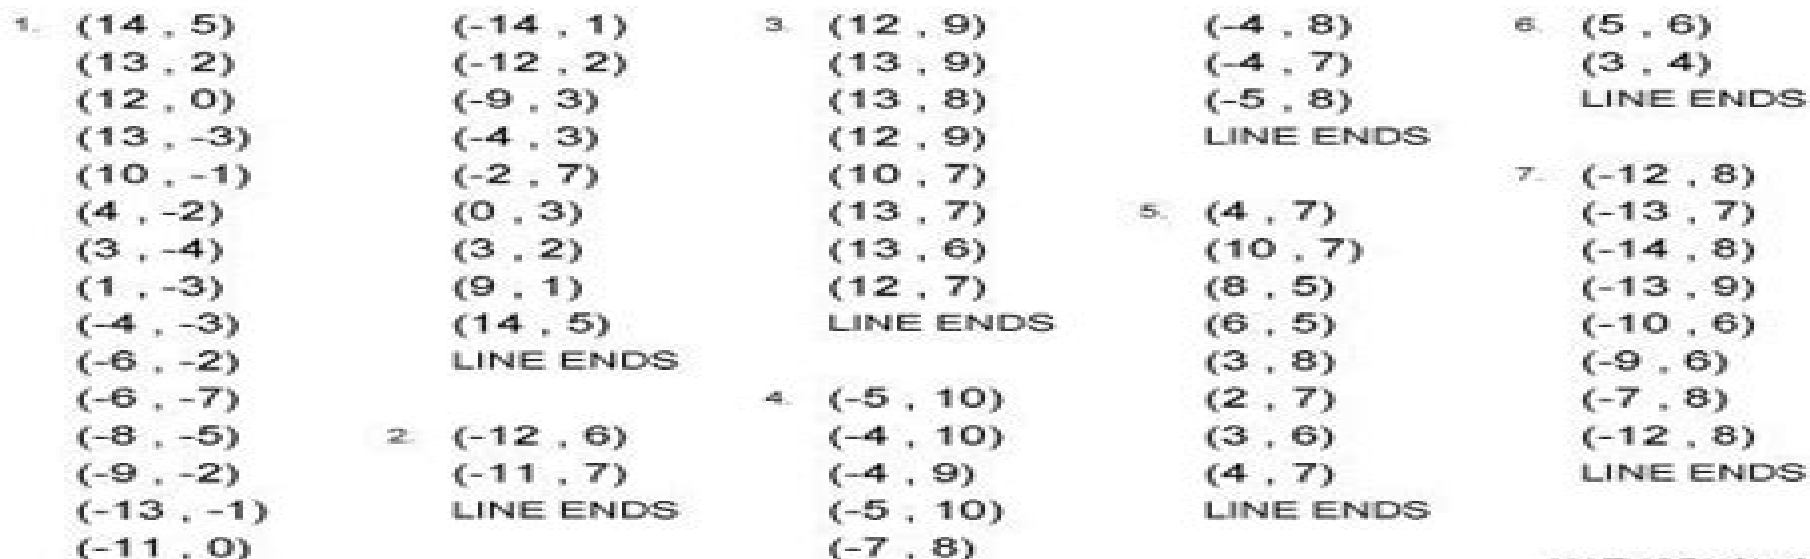 1. (14 , 5)
(13 , 2)
(12 , 0)
(13 , -3)
(10 , -1)
(4 , -2)
(3 , -4)
(1 , -3)
(-4 , -3)
(-6 , -2)
(-6 , -7)
(-8 , -5)
(-9 , -2)
(-13 , -1)
(-11 , 0)
(-14 , 1)
(-12 , 2)
(-9 , 3)
(-4 , 3)
(-2 , 7)
(0 , 3)
(3 , 2)
(9 , 1)
(14 , 5)
LINE ENDS
2. (-12 , 6)
(-11 , 7)
LINE ENDS
3. (12 , 9)
(13 , 9)
(13 , 8)
(12 , 9)
(10 , 7)
(13 , 7)
(13 , 6)
(12 , 7)
LINE ENDS
4. (-5 , 10)
(-4 , 10)
(-4 , 9)
(-5 , 10)
(-7 , 8)
(-4 , 8)
(-4 , 7)
(-5 , 8)
LINE ENDS
5. (4 , 7)
(10 , 7)
(8 , 5)
(6 , 5)
(3 , 8)
(2 , 7)
(3 , 6)
(4 , 7)
LINE ENDS
6. (5 , 6)
(3 , 4)
LINE ENDS
7. (-12 , 8)
(-13 , 7)
(-14 , 8)
(-13 , 9)
(-10 , 6)
(-9 , 6)
(-7 , 8)
(-12 , 8)
LINE ENDS